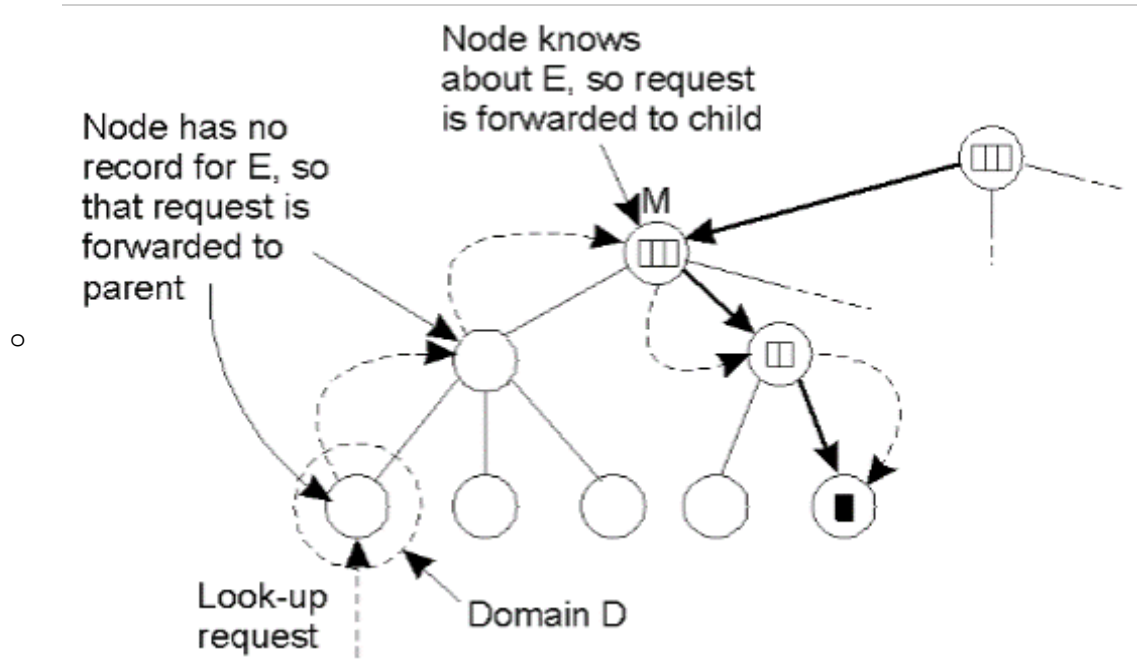 Node knows
about E, so request
is forwarded to child
Node has no
record for E, so
that request is
forwarded to
parent
M
Look-up
request
Domain D